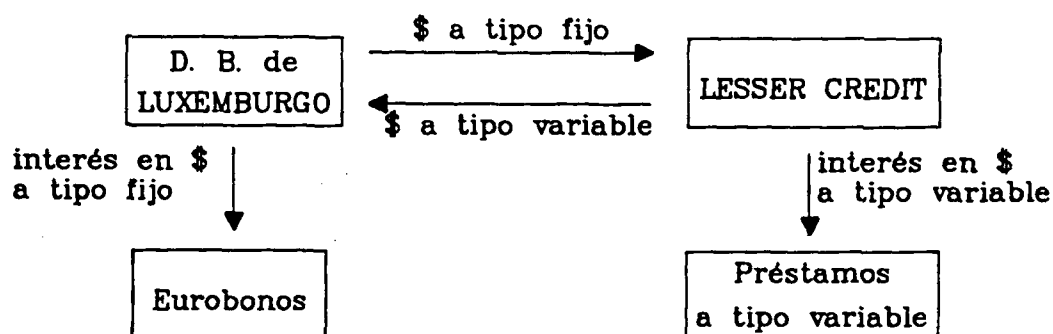 $ a tipo fijo
D. B. de
LUXEMBURGO
LESSER CREDIT
$ a tipo variable
interés en $
a tipo fijo
interés en $
a tipo variable
Eurobonos
Préstamos
a tipo variable